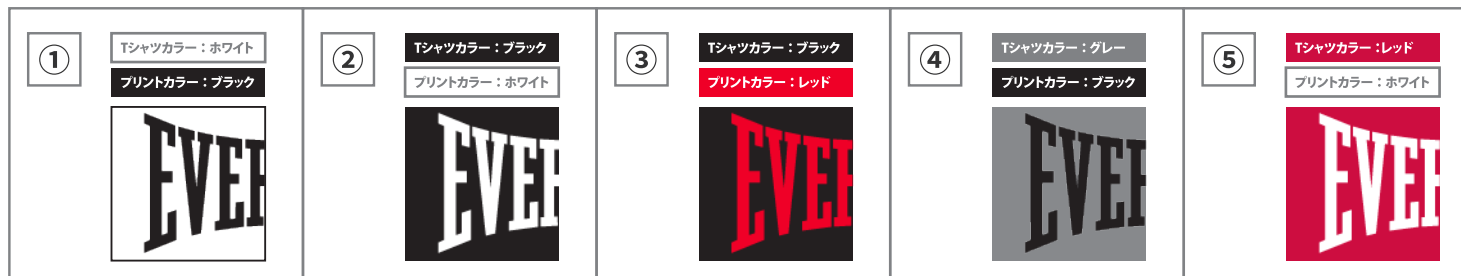 ①
Tシャツカラー：ホワイト
プリントカラー：ブラック
EVER
②
Tシャツカラー：ブラック
プリントカラー：ホワイト
EVER
③
Tシャツカラー：ブラック
プリントカラー：レッド
EVER
④
Tシャツカラー：グレー
プリントカラー：ブラック
EVER
⑤
Tシャツカラー：レッド
プリントカラー：ホワイト
EVER